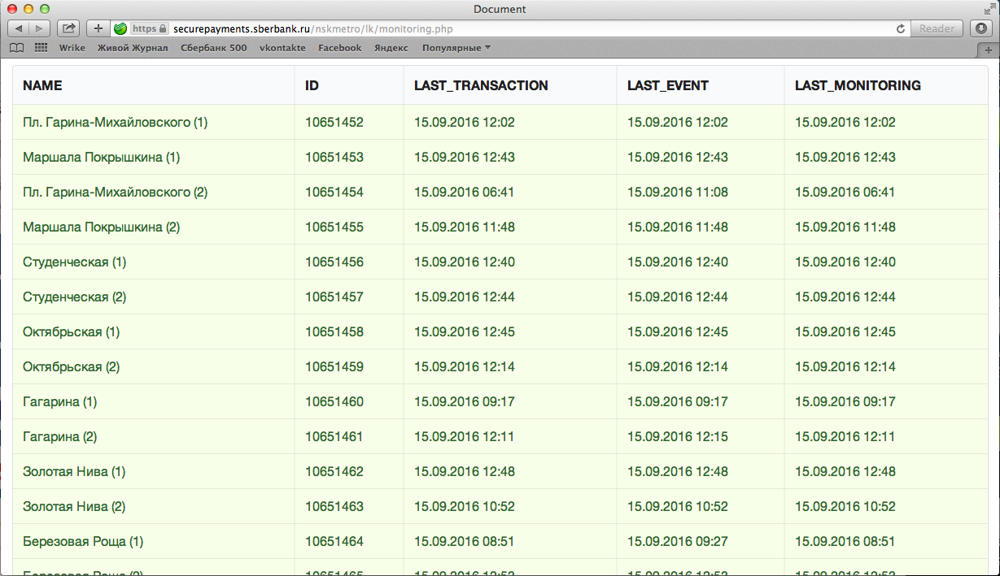 Document
https securepayments.sberbank.ru/nskmetro/lk/monitoring.php Reader
Wrike Живой Журнал Сбербанк 500 vkontakte Facebook Яндекс Популярные
NAME ID LAST_TRANSACTION LAST_EVENT LAST_MONITORING
Пл. Гарина-Михайловского (1) 10651452 15.09.2016 12:02 15.09.2016 12:02 15.09.2016 12:02
Маршала Покрышкина (1) 10651453 15.09.2016 12:43 15.09.2016 12:43 15.09.2016 12:43
Пл. Гарина-Михайловского (2) 10651454 15.09.2016 06:41 15.09.2016 11:08 15.09.2016 06:41
Маршала Покрышкина (2) 10651455 15.09.2016 11:48 15.09.2016 11:48 15.09.2016 11:48
Студенческая (1) 10651456 15.09.2016 12:40 15.09.2016 12:40 15.09.2016 12:40
Студенческая (2) 10651457 15.09.2016 12:44 15.09.2016 12:44 15.09.2016 12:44
Октябрьская (1) 10651458 15.09.2016 12:45 15.09.2016 12:45 15.09.2016 12:45
Октябрьская (2) 10651459 15.09.2016 12:14 15.09.2016 12:14 15.09.2016 12:14
Гагарина (1) 10651460 15.09.2016 09:17 15.09.2016 09:17 15.09.2016 09:17
Гагарина (2) 10651461 15.09.2016 12:11 15.09.2016 12:15 15.09.2016 12:11
Золотая Нива (1) 10651462 15.09.2016 12:48 15.09.2016 12:48 15.09.2016 12:48
Золотая Нива (2) 10651463 15.09.2016 10:52 15.09.2016 10:52 15.09.2016 10:52
Березовая Роща (1) 10651464 15.09.2016 08:51 15.09.2016 09:27 15.09.2016 08:51